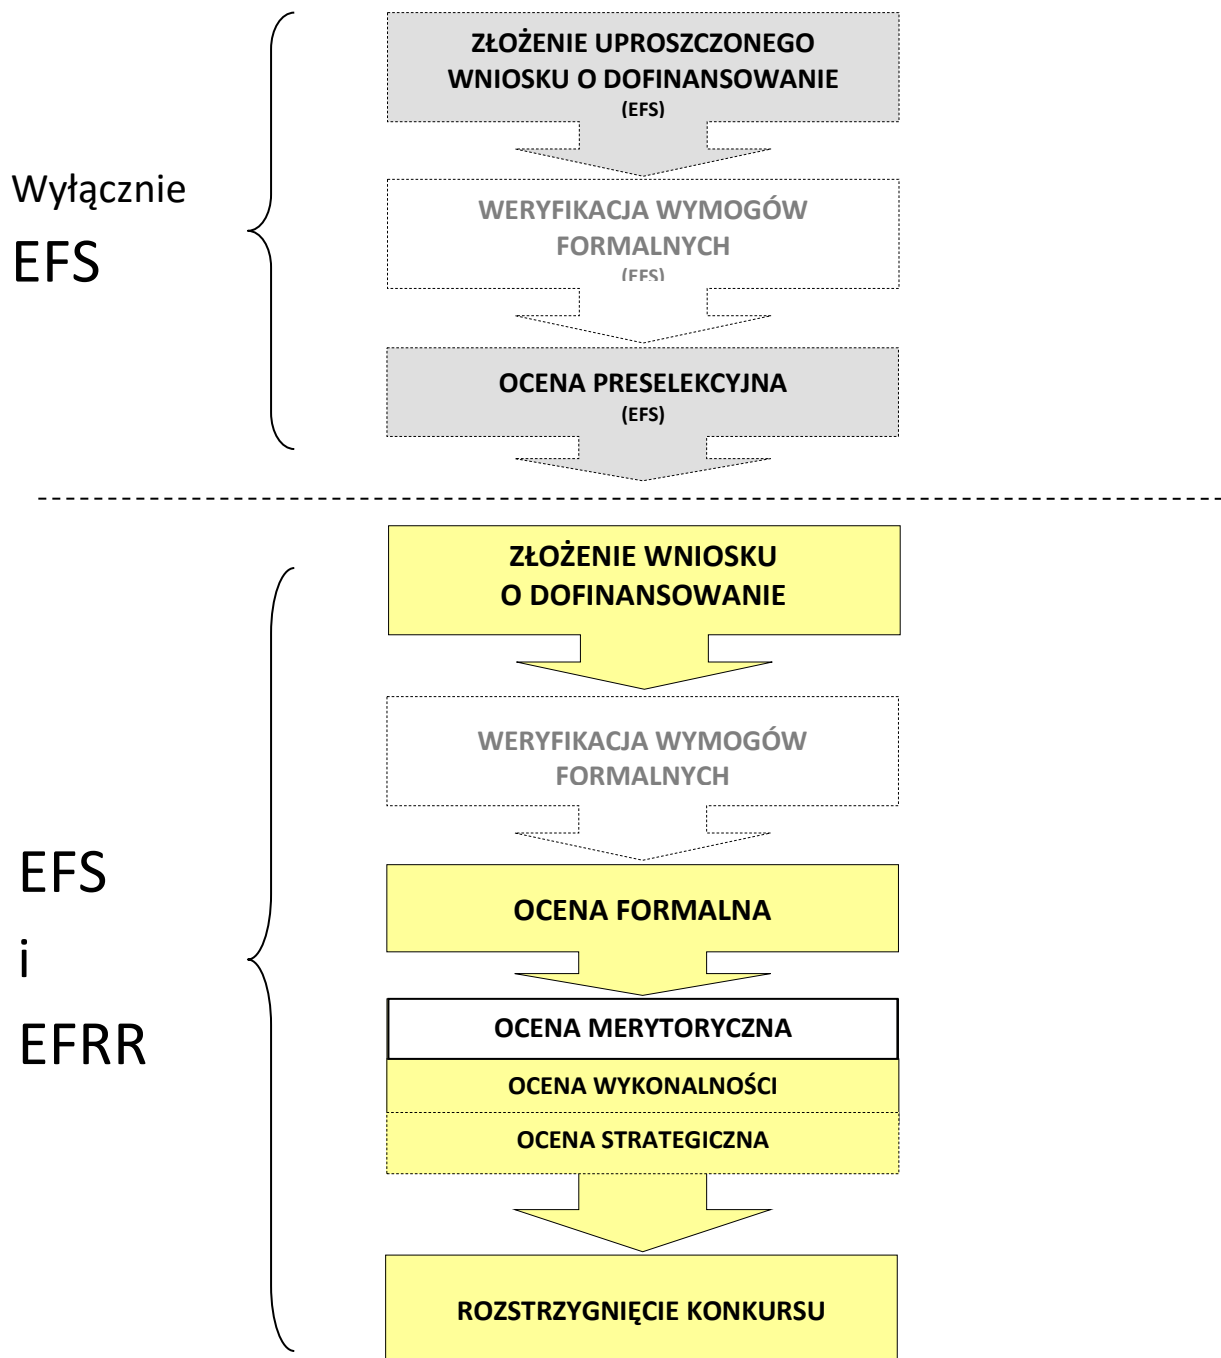 ZŁOŻENIE UPROSZCZONEGO
WNIOSKU O DOFINANSOWANIE
(EFS)
Wyłącznie
EFS
WERYFIKACJA WYMOGÓW
FORMALNYCH
(EFS)
OCENA PRESELEKCYJNA
(EFS)
ZŁOŻENIE WNIOSKU
O DOFINANSOWANIE
WERYFIKACJA WYMOGÓW
FORMALNYCH
EFS
i
EFRR
OCENA FORMALNA
OCENA MERYTORYCZNA
OCENA WYKONALNOŚCI
OCENA STRATEGICZNA
ROZSTRZYGNIĘCIE KONKURSU